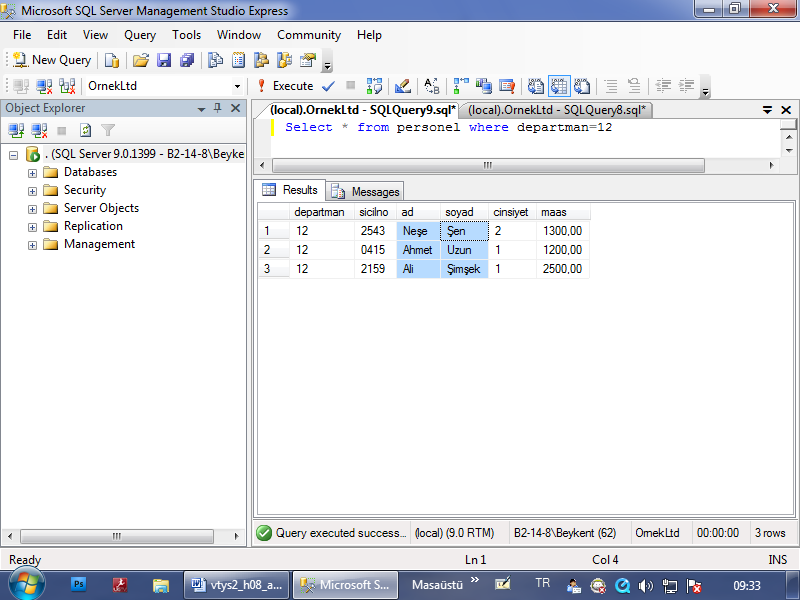 Microsoft SQL Server Management Studio Express
File Edit View Query Tools Window Community Help
New Query
OrnekLtd Execute
Object Explorer
(local).OrnekLtd - SQLQuery9.sql* (local).OrnekLtd - SQLQuery8.sql*
Select * from personel where departman=12
. (SQL Server 9.0.1399 - B2-14-8\Beyke
Databases
Security
Server Objects
Replication
Management
Results Messages
departman sicilno ad soyad cinsiyet maas
1 12 2543 Neşe Şen 2 1300,00
2 12 0415 Ahmet Uzun 1 1200,00
3 12 2159 Ali Şimşek 1 2500,00
Query executed success... (local) (9.0 RTM) B2-14-8\Beykent (62) OrnekLtd 00:00:00 3 rows
Ready Ln 1 Col 4 INS
Ps vtys2_h08_a... Microsoft S... Masaüstü TR 09:33